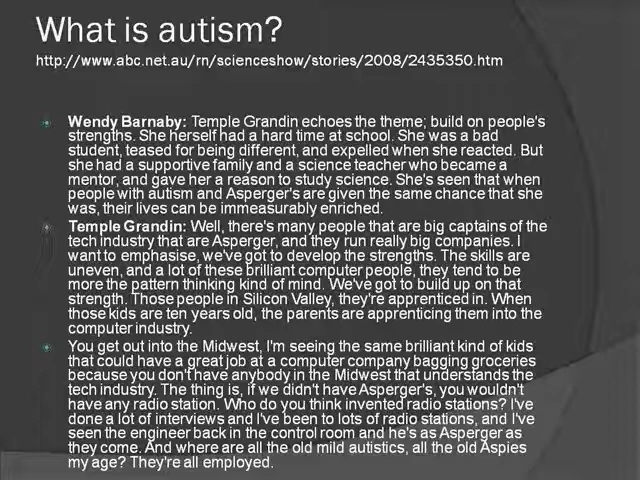 What is autism?
http://www.abc.net.au/rn/scienceshow/stories/2008/2435350.htm
Wendy Barnaby: Temple Grandin echoes the theme; build on people's
strengths. She herself had a hard time at school. She was a bad
student, teased for being different, and expelled when she reacted. But
she had a supportive family and a science teacher who became a
mentor, and gave her a reason to study science. She's seen that when
people with autism and Asperger's are given the same chance that she
was, their lives can be immeasurably enriched.
Temple Grandin: Well, there's many people that are big captains of the
tech industry that are Asperger, and they run really big companies. I
want to emphasise, we've got to develop the strengths. The skills are
uneven, and a lot of these brilliant computer people, they tend to be
more the pattern thinking kind of mind. We've got to build up on that
strength. Those people in Silicon Valley, they're apprenticed in. When
those kids are ten years old, the parents are apprenticing them into the
computer industry.
You get out into the Midwest, I'm seeing the same brilliant kind of kids
that could have a great job at a computer company bagging groceries
because you don't have anybody in the Midwest that understands the
tech industry. The thing is, if we didn't have Asperger's, you wouldn't
have any radio station. Who do you think invented radio stations? I've
done a lot of interviews and I've been to lots of radio stations, and I've
seen the engineer back in the control room and he's as Asperger as
they come. And where are all the old mild autistics, all the old Aspies
my age? They're all employed.